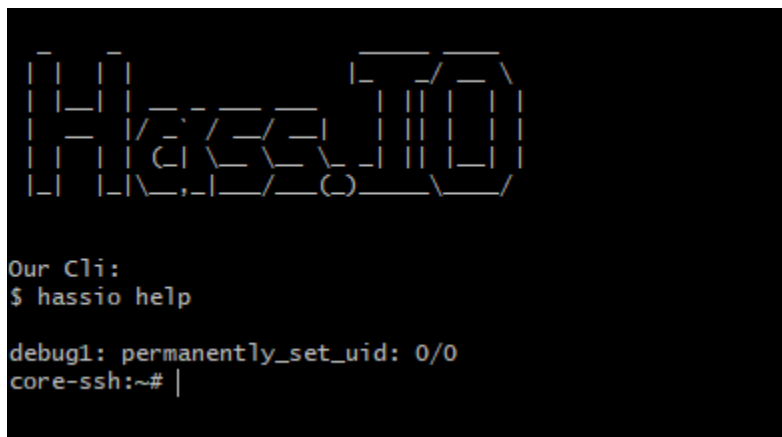 Hass.IO
Our Cli:
$ hassio help
debug1: permanently_set_uid: 0/0
core-ssh:~#